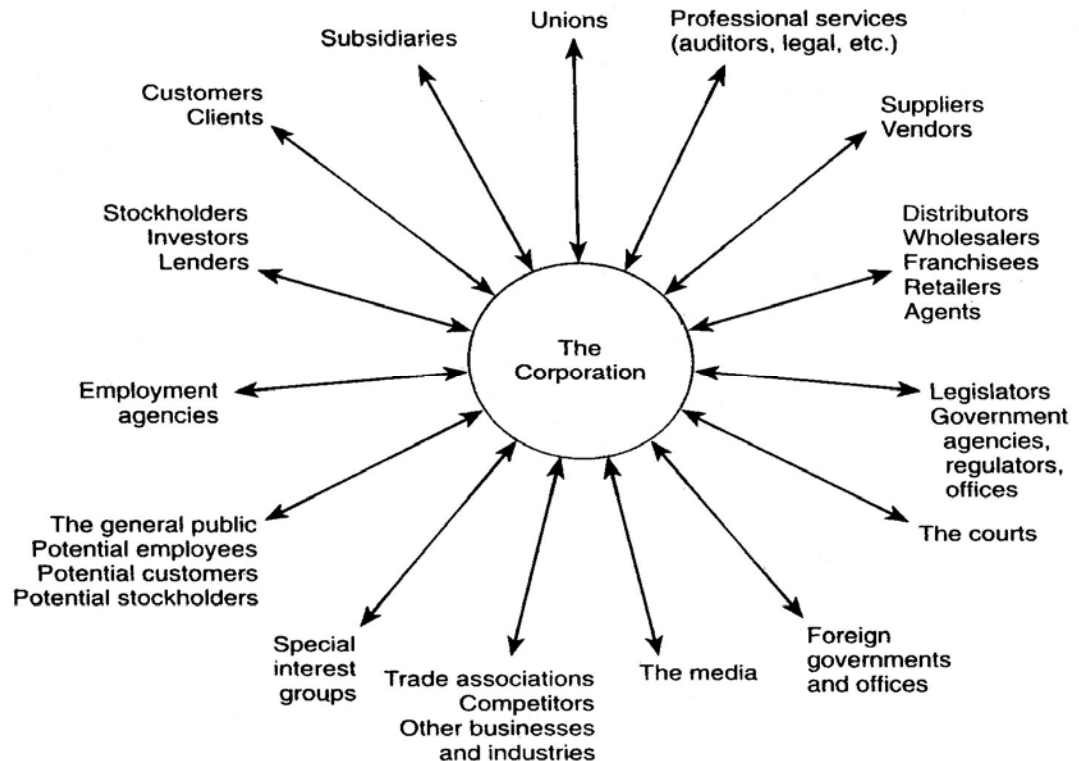 Unions
Professional services
(auditors, legal, etc.)
Subsidiaries
Customers
Clients
Suppliers
Vendors
Stockholders
Investors
Lenders
Distributors
Wholesalers
Franchisees
Retailers
Agents
The
Corporation
Employment
agencies
Legislators
Government
agencies,
regulators,
offices
The general public
Potential employees
Potential customers
Potential stockholders
The courts
Special
interest
groups
Trade associations
Competitors
Other businesses
and industries
The media
Foreign
governments
and offices